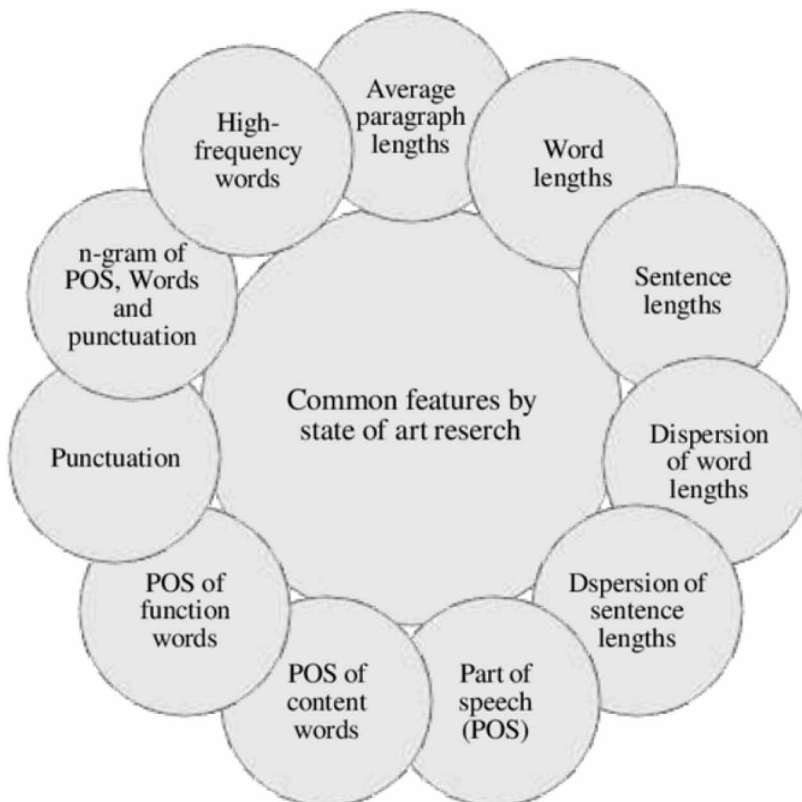 Common features by
state of art reserch
Average
paragraph
lengths
Word
lengths
Sentence
lengths
Dispersion
of word
lengths
Dspersion of
sentence
lengths
Part of
speech
(POS)
POS of
content
words
POS of
function
words
Punctuation
n-gram of
POS, Words
and
punctuation
High-
frequency
words